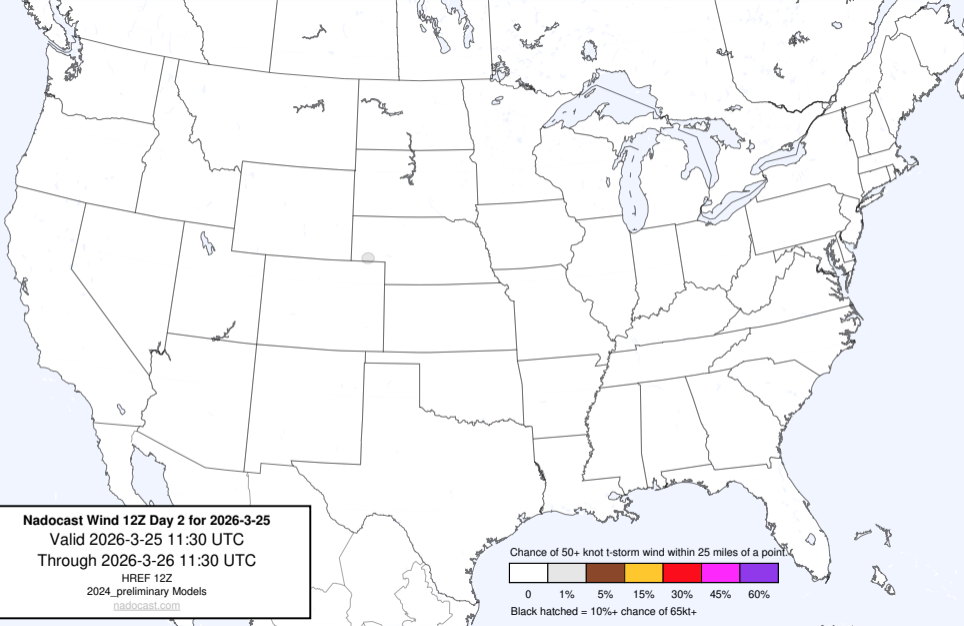 Nadocast Wind 12Z Day 2 for 2026-3-25
Valid 2026-3-25 11:30 UTC
Through 2026-3-26 11:30 UTC
HREF 12Z
2024_preliminary Models
nadocast.com
Chance of 50+ knot t-storm wind within 25 miles of a point.
0 1% 5% 15% 30% 45% 60%
Black hatched = 10%+ chance of 65kt+